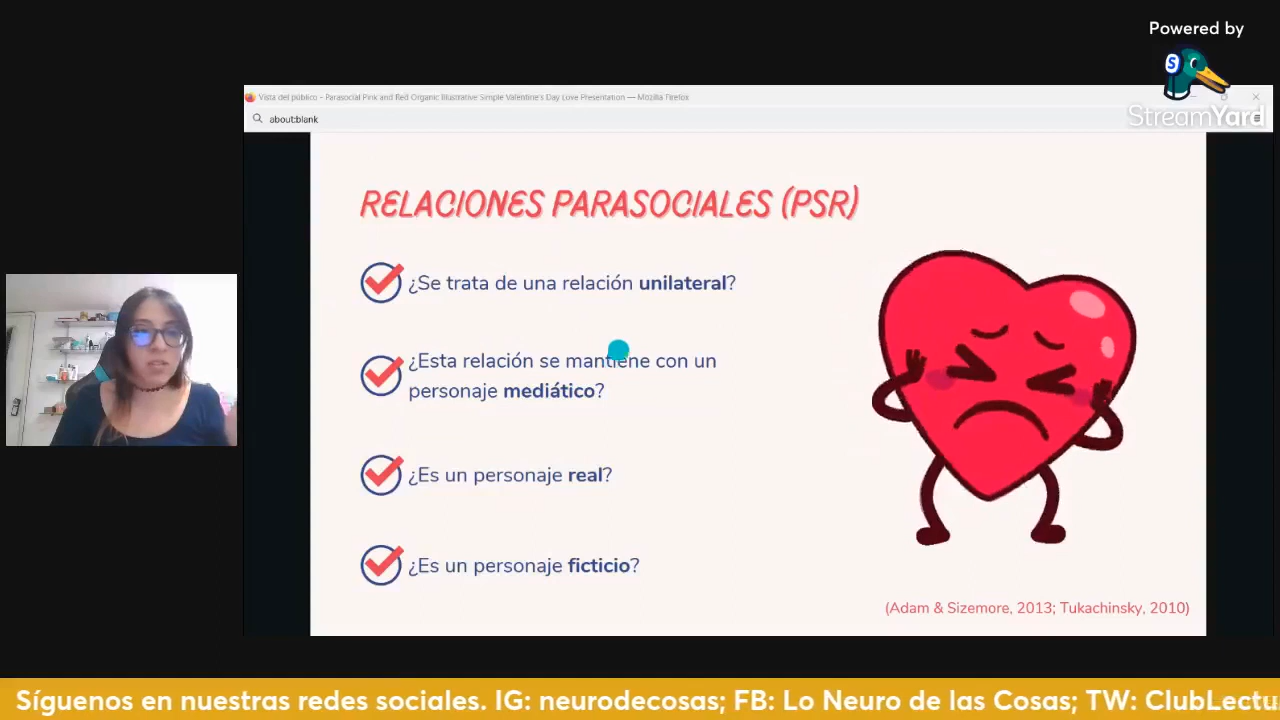 Powered by
S
StreamYard
Vista del público - Parasocial Pink and Red Organic Illustrative Simple Valentine's Day Love Presentation — Mozilla Firefox
about:blank
RELACIONES PARASOCIALES (PSR)
¿Se trata de una relación unilateral?
¿Esta relación se mantiene con un
personaje mediático?
¿Es un personaje real?
¿Es un personaje ficticio?
(Adam & Sizemore, 2013; Tukachinsky, 2010)
Síguenos en nuestras redes sociales. IG: neurodecosas; FB: Lo Neuro de las Cosas; TW: ClubLectu